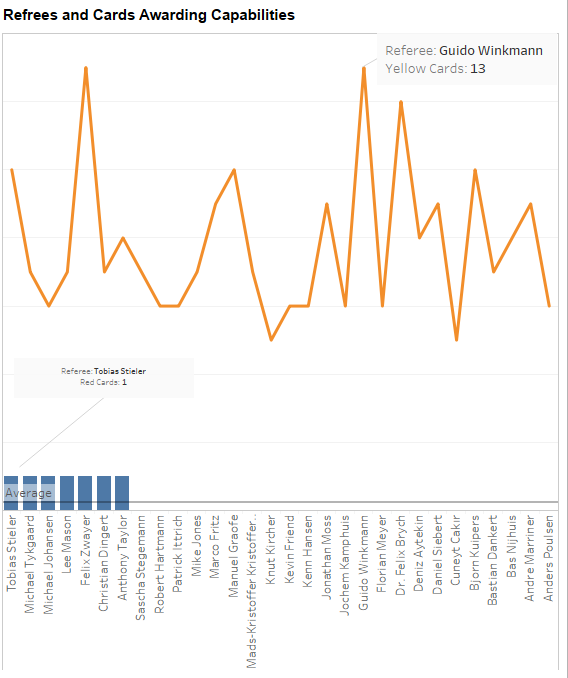 Refrees and Cards Awarding Capabilities
Referee: Guido Winkmann
Yellow Cards: 13
Referee: Tobias Stieler
Red Cards: 1
Average
Tobias Stieler
Michael Tykgaard
Michael Johansen
Lee Mason
Felix Zwayer
Christian Dingert
Anthony Taylor
Sascha Stegemann
Robert Hartmann
Patrick Ittrich
Mike Jones
Marco Fritz
Manuel Graofe
Mads-Kristoffer Kristoffer..
Knut Kircher
Kevin Friend
Kenn Hansen
Jonathan Moss
Jochem Kamphuis
Guido Winkmann
Florian Meyer
Dr. Felix Brych
Deniz Aytekin
Daniel Siebert
Cuneyt Cakir
Bjorn Kuipers
Bastian Dankert
Bas Nijhuis
Andre Marriner
Anders Poulsen